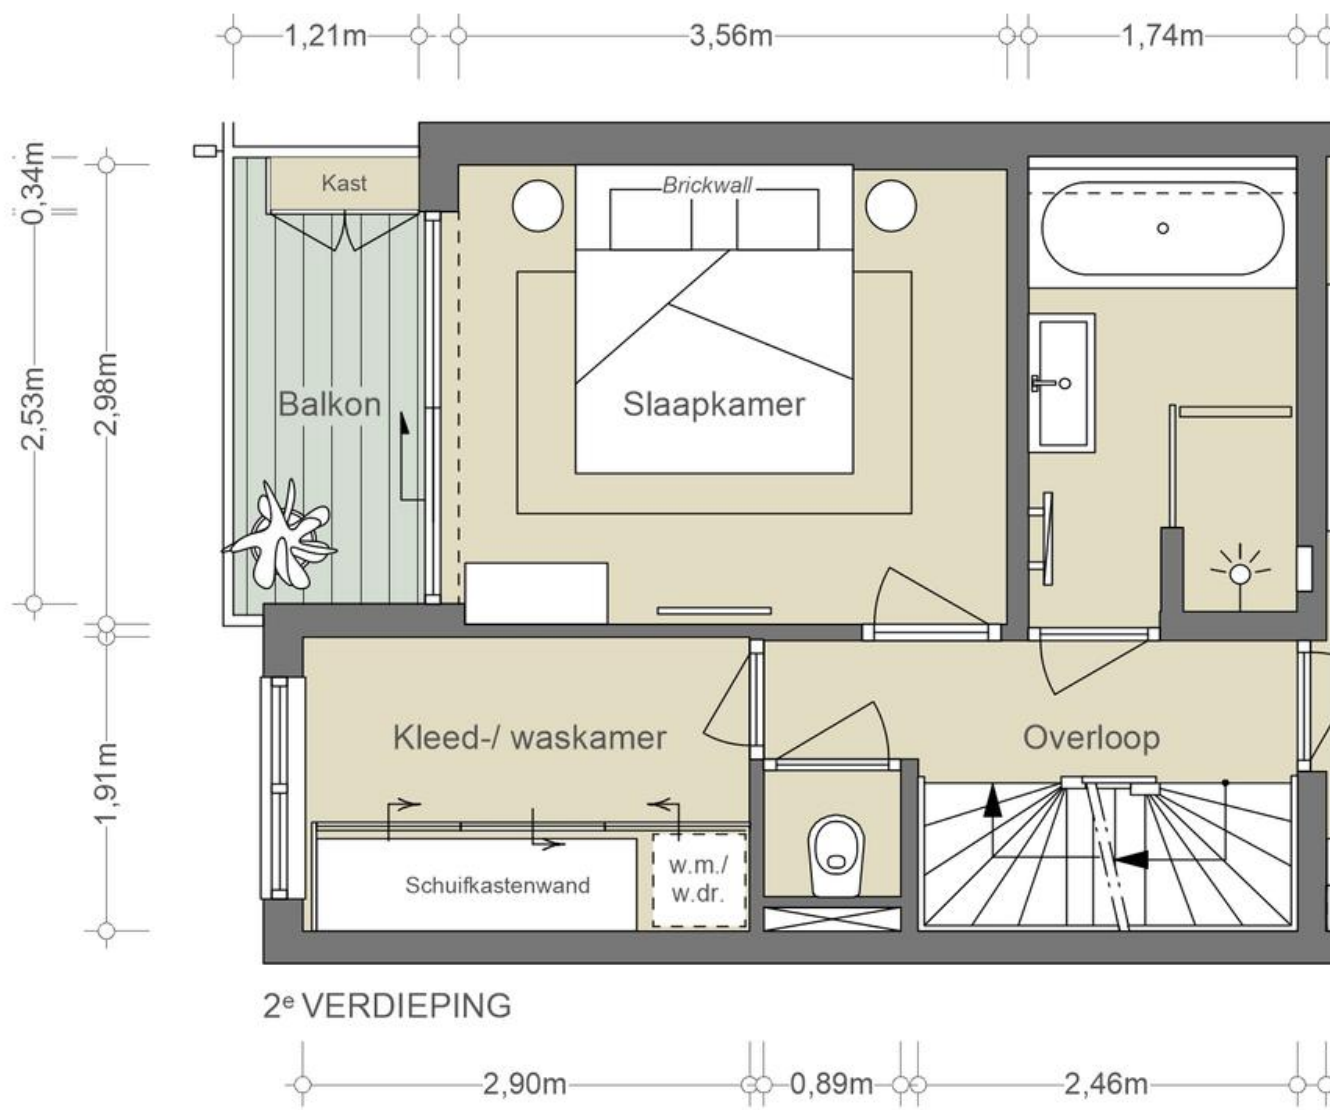 1,21m
3,56m
1,74m
0,34m
2,53m
2,98m
1,91m
Kast
Brickwall
Balkon
Slaapkamer
Kleed-/ waskamer
Overloop
Schuifkastenwand
w.m./
w.dr.
2e VERDIEPING
2,90m
0,89m
2,46m